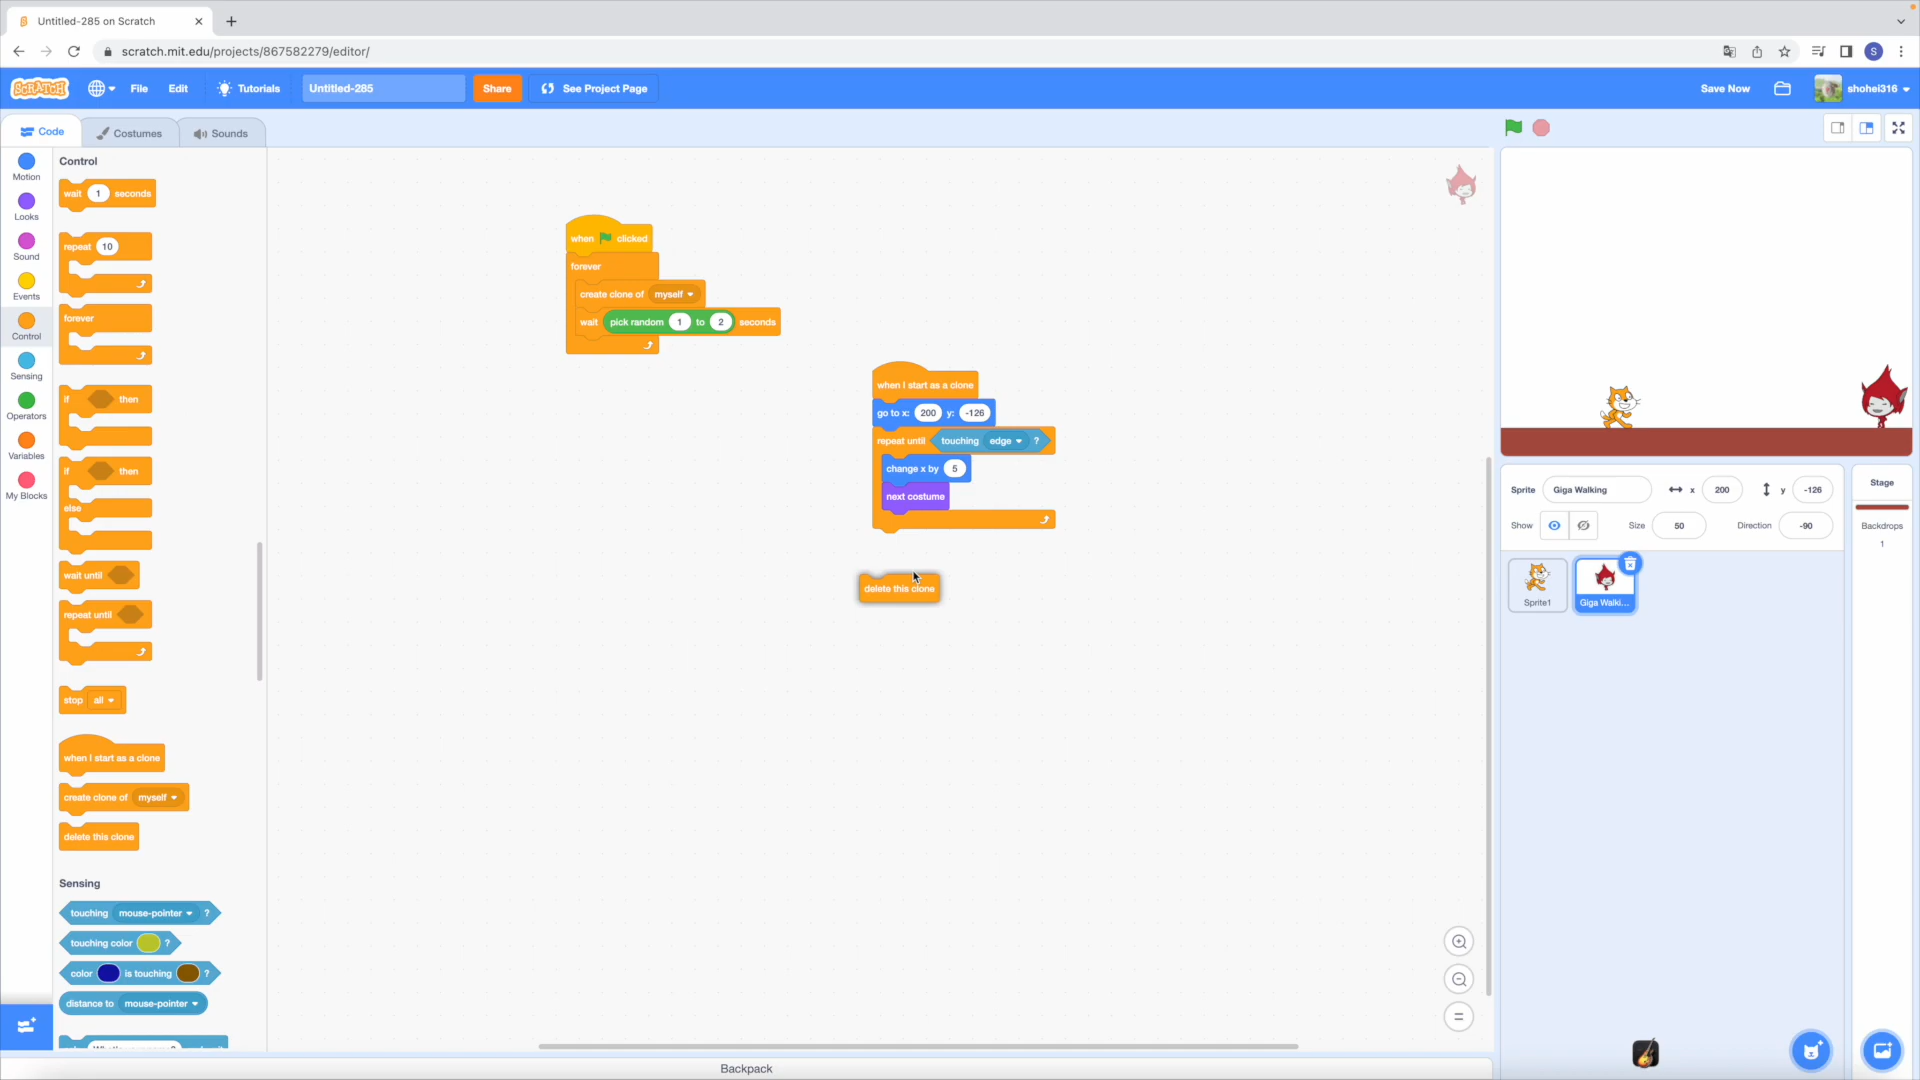 Untitled-285 on Scratch
scratch.mit.edu/projects/867582279/editor/
S
SCRATCH
File
Edit
Tutorials
Untitled-285
Share
See Project Page
Save Now
shohei316
Code
Costumes
Sounds
Motion
Looks
Sound
Events
Control
Sensing
Operators
Variables
My Blocks
Control
wait 1 seconds
repeat 10
forever
if then
if then
else
wait until
repeat until
stop all
when I start as a clone
create clone of myself
delete this clone
Sensing
touching mouse-pointer ?
touching color ?
color is touching ?
distance to mouse-pointer
when clicked
forever
create clone of myself
wait pick random 1 to 2 seconds
when I start as a clone
go to x: 200 y: -126
repeat until touching edge ?
change x by 5
next costume
delete this clone
Sprite Giga Walking x 200 y -126
Show Size 50 Direction -90
Sprite1
Giga Walki...
Stage
Backdrops
1
Backpack